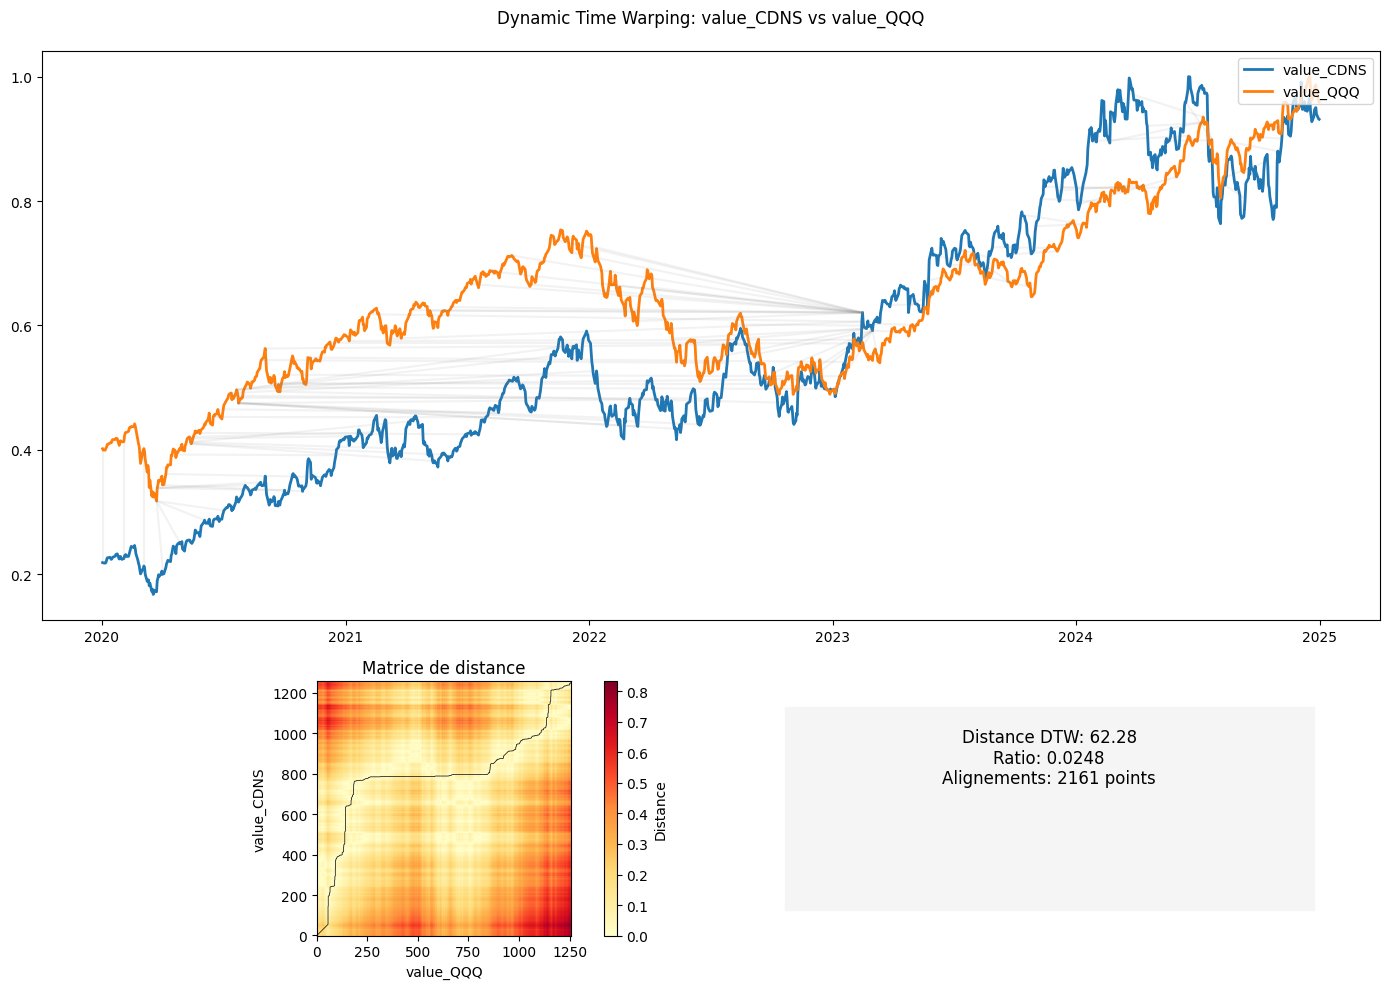 Dynamic Time Warping: value_CDNS vs value_QQQ
value_CDNS
value_QQQ
1.0
0.8
0.6
0.4
0.2
2020 2021 2022 2023 2024 2025
Matrice de distance
value_CDNS
1200
1000
800
600
400
200
0
0 250 500 750 1000 1250
value_QQQ
0.8
0.7
0.6
0.5
0.4
0.3
0.2
0.1
0.0
Distance
Distance DTW: 62.28
Ratio: 0.0248
Alignements: 2161 points